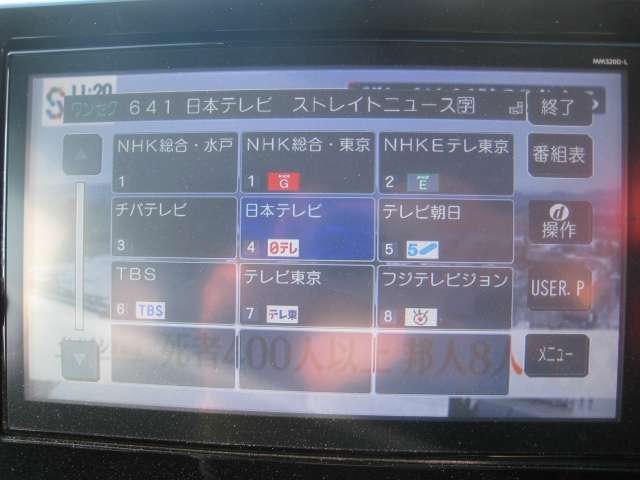 MM320D-L
11:20
ワンセグ 641 日本テレビ ストレイトニュース字
終了
NHK総合・水戸
1
NHK総合・東京
1 G
NHKEテレ東京
2 E
番組表
チバテレビ
3
日本テレビ
4 日テレ
テレビ朝日
5 5
d
操作
TBS
6 TBS
テレビ東京
7 テレ東
フジテレビジョン
8
USER.P
死者400人以上 邦人8人
メニュー